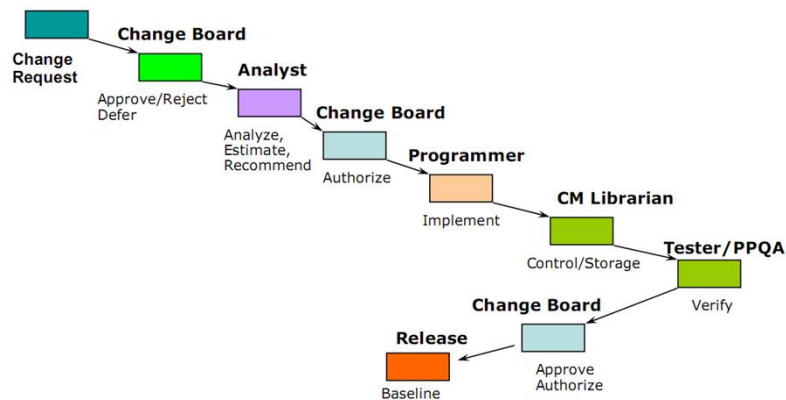 Change
Request
Change Board
Approve/Reject
Defer
Analyst
Analyze,
Estimate,
Recommend
Change Board
Authorize
Programmer
Implement
CM Librarian
Control/Storage
Tester/PPQA
Verify
Change Board
Approve
Authorize
Release
Baseline